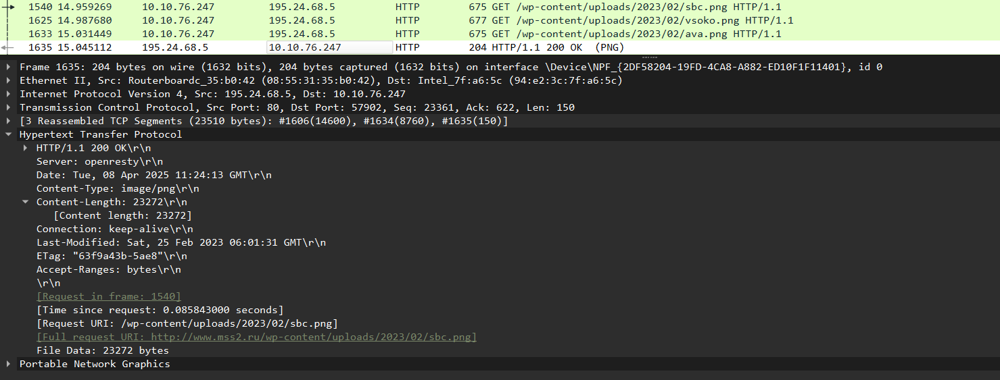 1540 14.959269 10.10.76.247 195.24.68.5 HTTP 675 GET /wp-content/uploads/2023/02/sbc.png HTTP/1.1
1625 14.987680 10.10.76.247 195.24.68.5 HTTP 677 GET /wp-content/uploads/2023/02/vsoko.png HTTP/1.1
1633 15.031449 10.10.76.247 195.24.68.5 HTTP 675 GET /wp-content/uploads/2023/02/ava.png HTTP/1.1
1635 15.045112 195.24.68.5 10.10.76.247 HTTP 204 HTTP/1.1 200 OK (PNG)
Frame 1635: 204 bytes on wire (1632 bits), 204 bytes captured (1632 bits) on interface \Device\NPF_{2DF58204-19FD-4CA8-A882-ED10F1F11401}, id 0
Ethernet II, Src: Routerboardc_35:b0:42 (08:55:31:35:b0:42), Dst: Intel_7f:a6:5c (94:e2:3c:7f:a6:5c)
Internet Protocol Version 4, Src: 195.24.68.5, Dst: 10.10.76.247
Transmission Control Protocol, Src Port: 80, Dst Port: 57902, Seq: 23361, Ack: 622, Len: 150
[3 Reassembled TCP Segments (23510 bytes): #1606(14600), #1634(8760), #1635(150)]
Hypertext Transfer Protocol
HTTP/1.1 200 OK\r\n
Server: openresty\r\n
Date: Tue, 08 Apr 2025 11:24:13 GMT\r\n
Content-Type: image/png\r\n
Content-Length: 23272\r\n
[Content length: 23272]
Connection: keep-alive\r\n
Last-Modified: Sat, 25 Feb 2023 06:01:31 GMT\r\n
ETag: "63f9a43b-5ae8"\r\n
Accept-Ranges: bytes\r\n
\r\n
[Request in frame: 1540]
[Time since request: 0.085843000 seconds]
[Request URI: /wp-content/uploads/2023/02/sbc.png]
[Full request URI: http://www.mss2.ru/wp-content/uploads/2023/02/sbc.png]
File Data: 23272 bytes
Portable Network Graphics